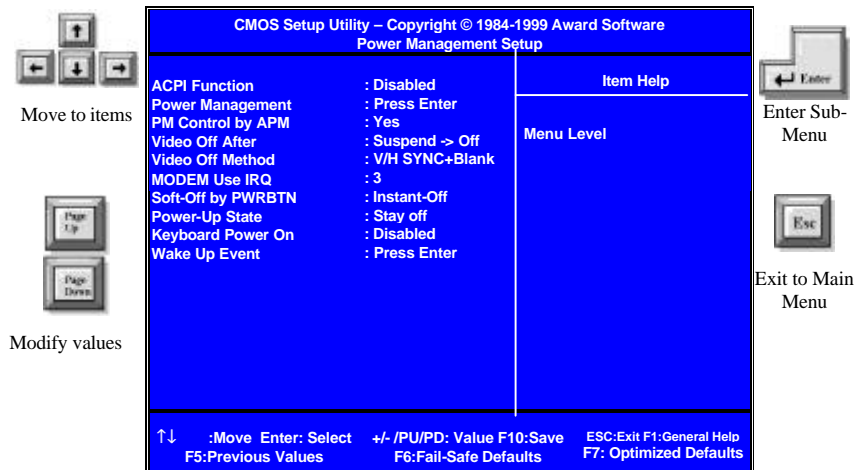 CMOS Setup Utility – Copyright © 1984-1999 Award Software
Power Management Setup
ACPI Function : Disabled
Power Management : Press Enter
PM Control by APM : Yes
Video Off After : Suspend -> Off
Video Off Method : V/H SYNC+Blank
MODEM Use IRQ : 3
Soft-Off by PWRBTN : Instant-Off
Power-Up State : Stay off
Keyboard Power On : Disabled
Wake Up Event : Press Enter
Item Help
Menu Level
↑↓ :Move Enter: Select +/- /PU/PD: Value F10:Save ESC:Exit F1:General Help
F5:Previous Values F6:Fail-Safe Defaults F7: Optimized Defaults
Move to items
Page Up
Page Down
Modify values
Enter
Enter Sub-
Menu
Esc
Exit to Main
Menu